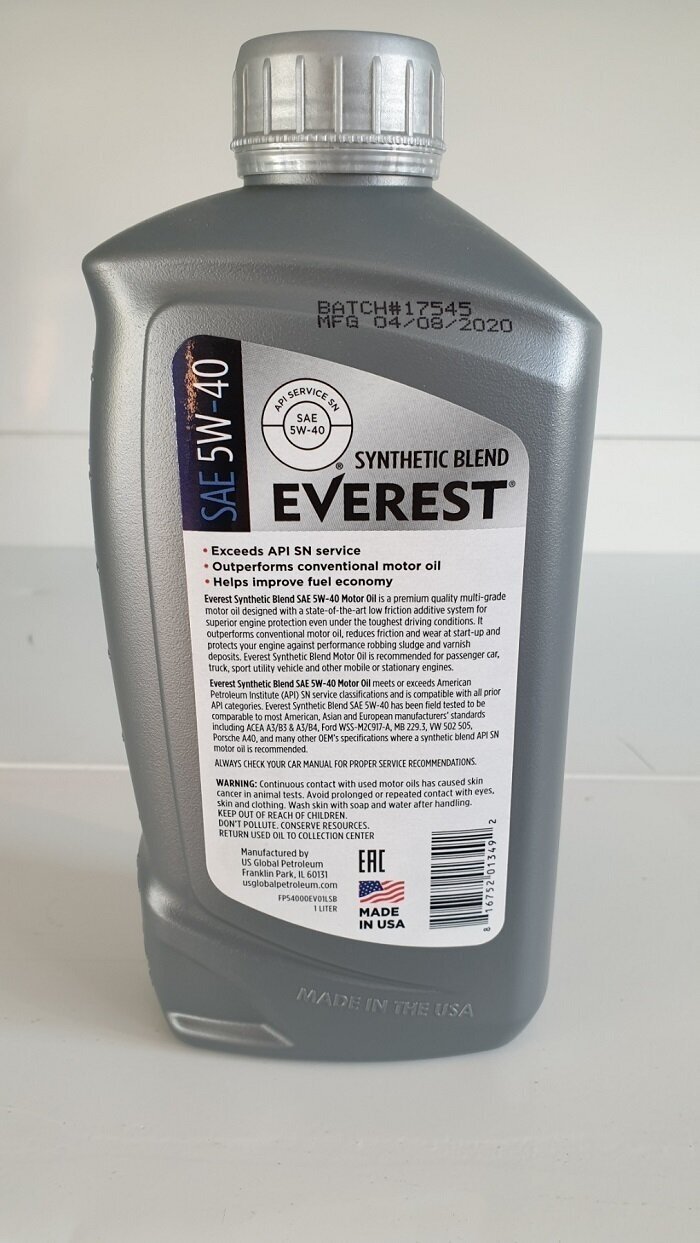 BATCH#17545
MFG 04/08/2020
SAE 5W-40
API SERVICE SN
SAE
5W-40
®
SYNTHETIC BLEND
EVEREST®
• Exceeds API SN service
• Outperforms conventional motor oil
• Helps improve fuel economy
Everest Synthetic Blend SAE 5W-40 Motor Oil is a premium quality multi-grade
motor oil designed with a state-of-the-art low friction additive system for
superior engine protection even under the toughest driving conditions. It
outperforms conventional motor oil, reduces friction and wear at start-up and
protects your engine against performance robbing sludge and varnish
deposits. Everest Synthetic Blend Motor Oil is recommended for passenger car,
truck, sport utility vehicle and other mobile or stationary engines.
Everest Synthetic Blend SAE 5W-40 Motor Oil meets or exceeds American
Petroleum Institute (API) SN service classifications and is compatible with all prior
API categories. Everest Synthetic Blend SAE 5W-40 has been field tested to be
comparable to most American, Asian and European manufacturers' standards
including ACEA A3/B3 & A3/B4, Ford WSS-M2C917-A, MB 229.3, VW 502 505,
Porsche A40, and many other OEM's specifications where a synthetic blend API SN
motor oil is recommended.
ALWAYS CHECK YOUR CAR MANUAL FOR PROPER SERVICE RECOMMENDATIONS.
WARNING: Continuous contact with used motor oils has caused skin
cancer in animal tests. Avoid prolonged or repeated contact with eyes,
skin and clothing. Wash skin with soap and water after handling.
KEEP OUT OF REACH OF CHILDREN.
DON'T POLLUTE. CONSERVE RESOURCES.
RETURN USED OIL TO COLLECTION CENTER
Manufactured by
US Global Petroleum
Franklin Park, IL 60131
usglobalpetroleum.com
FP54000EV01LSB
1 LITER
EAC
MADE
IN USA
8 16752 01349 2
MADE IN THE USA